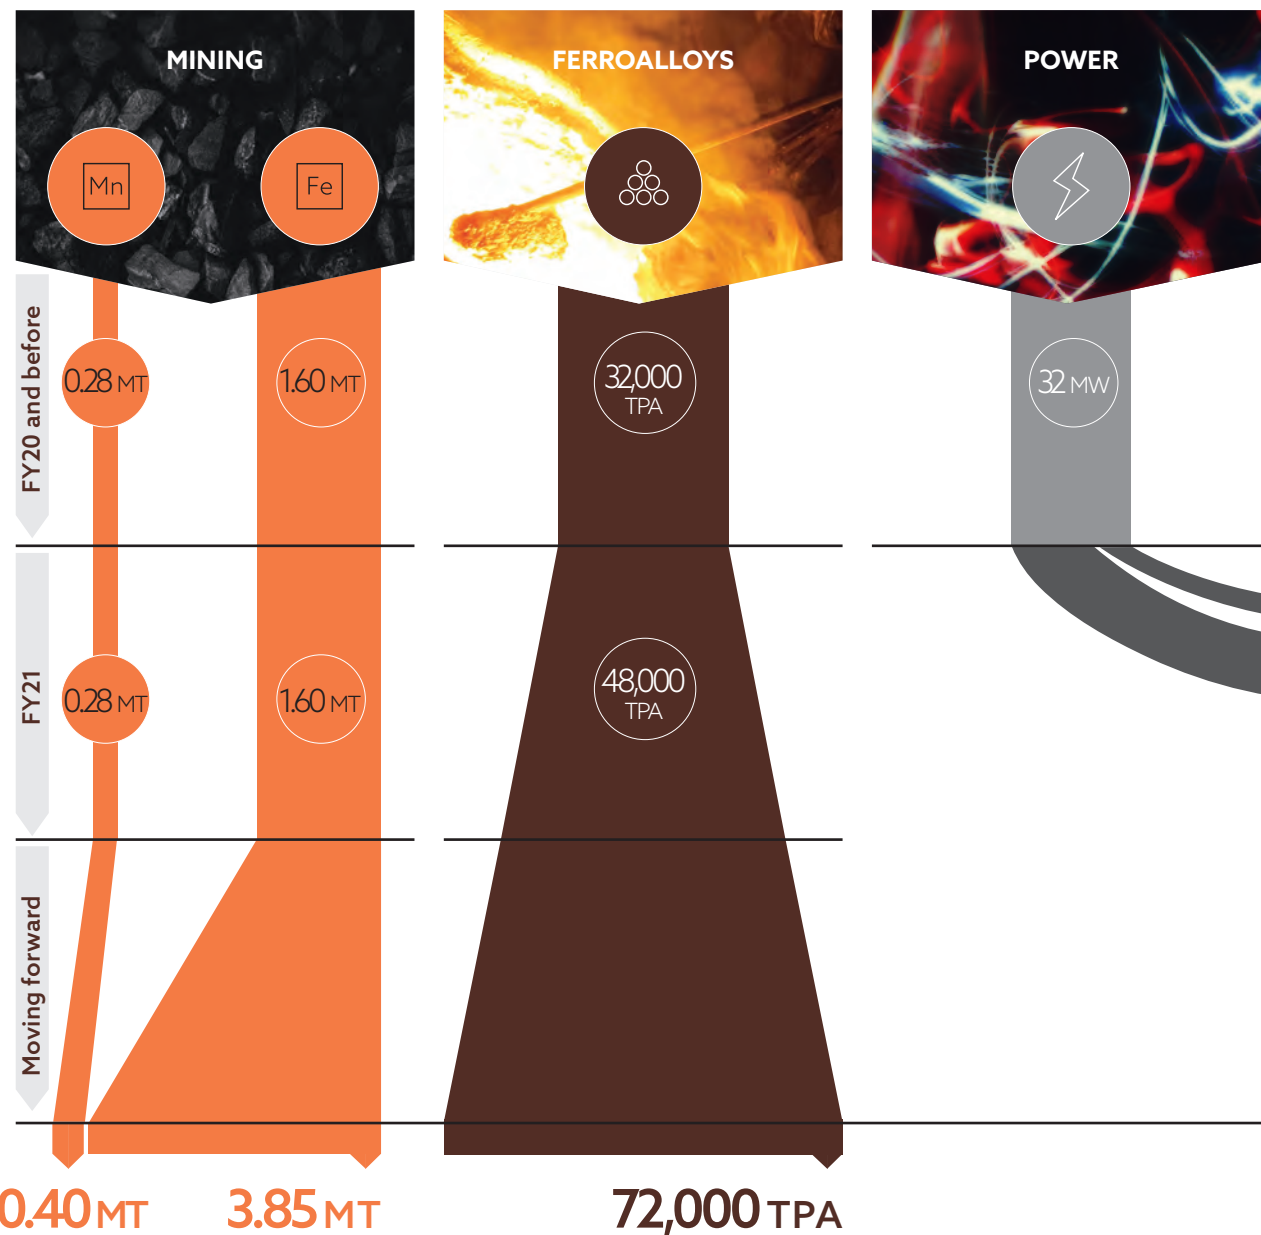 MINING
FERROALLOYS
POWER
Mn
Fe
FY20 and before
0.28 MT
1.60 MT
32,000
TPA
32 MW
FY21
0.28 MT
1.60 MT
48,000
TPA
Moving forward
0.40 MT
3.85 MT
72,000 TPA